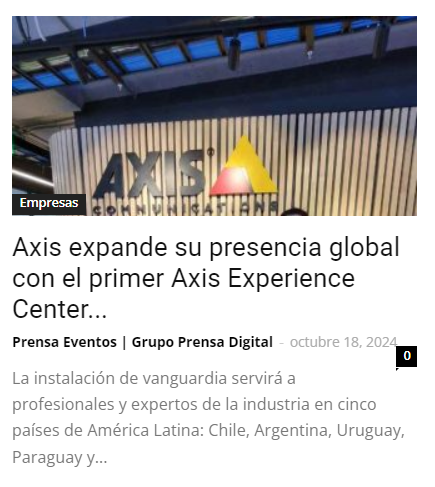 AXIS
COMMUNICATIONS
Empresas
Axis expande su presencia global
con el primer Axis Experience
Center...
Prensa Eventos | Grupo Prensa Digital - octubre 18, 2024
0
La instalación de vanguardia servirá a
profesionales y expertos de la industria en cinco
países de América Latina: Chile, Argentina, Uruguay,
Paraguay y...